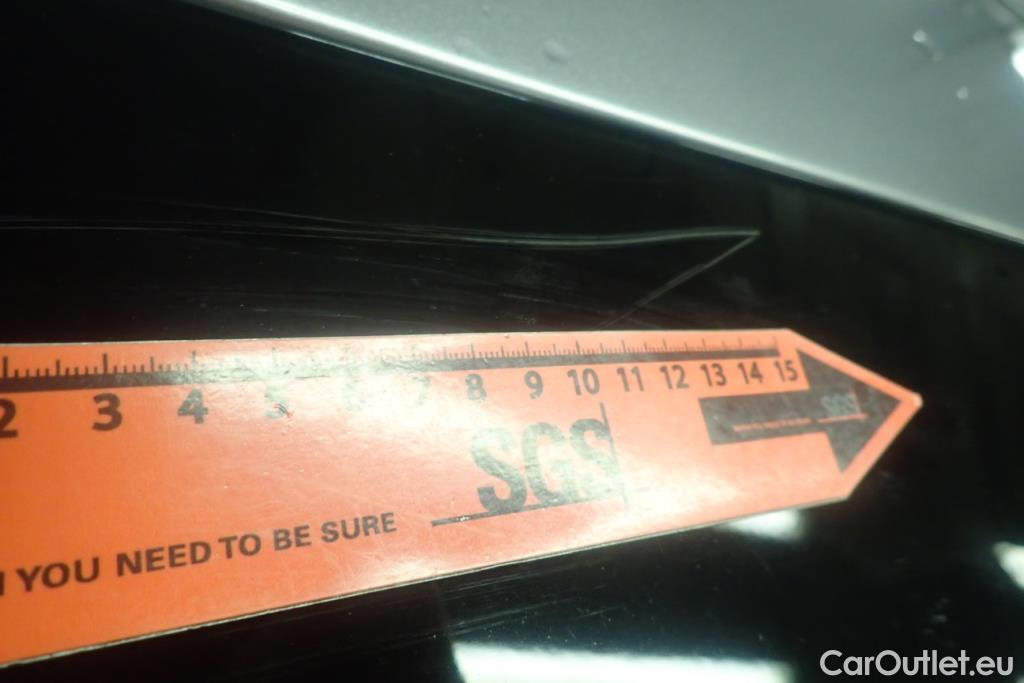 2 3 4 5 6 7 8 9 10 11 12 13 14 15
SGS
SGS
YOU NEED TO BE SURE
CarOutlet.eu